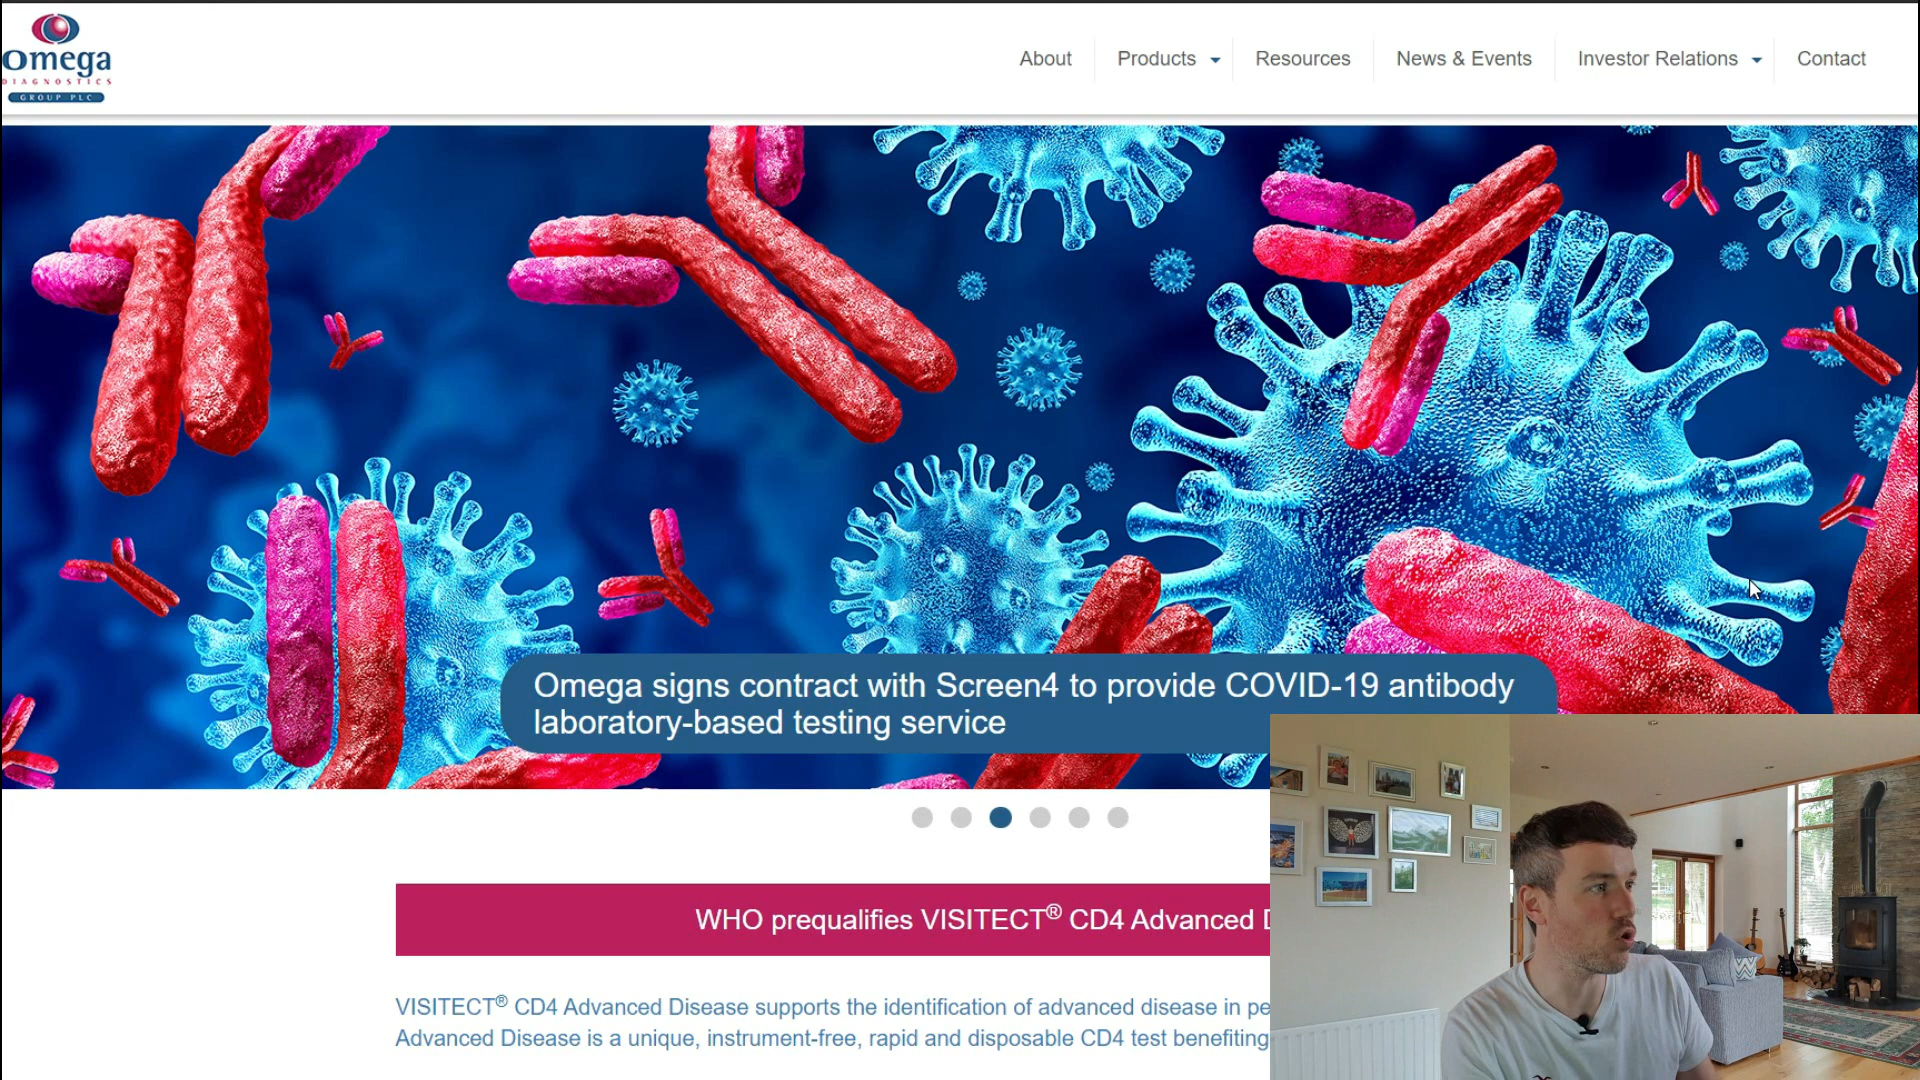 Omega
DIAGNOSTICS
GROUP PLC
About
Products
Resources
News & Events
Investor Relations
Contact
Omega signs contract with Screen4 to provide COVID-19 antibody
laboratory-based testing service
WHO prequalifies VISITECT® CD4 Advanced
VISITECT® CD4 Advanced Disease supports the identification of advanced disease in pe
Advanced Disease is a unique, instrument-free, rapid and disposable CD4 test benefiting